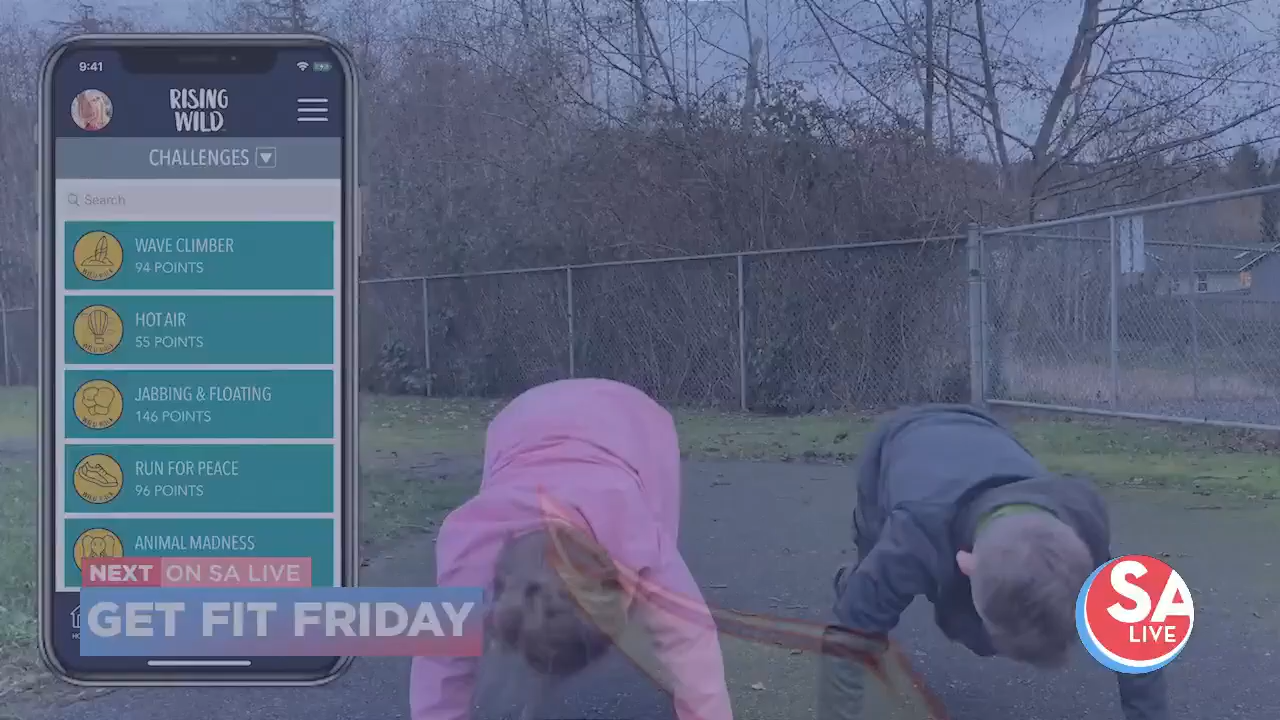 9:41
RISING
WILD
CHALLENGES
Search
WAVE CLIMBER
94 POINTS
HOT AIR
55 POINTS
JABBING & FLOATING
146 POINTS
RUN FOR PEACE
96 POINTS
ANIMAL MADNESS
NEXT ON SA LIVE
GET FIT FRIDAY
SA
LIVE